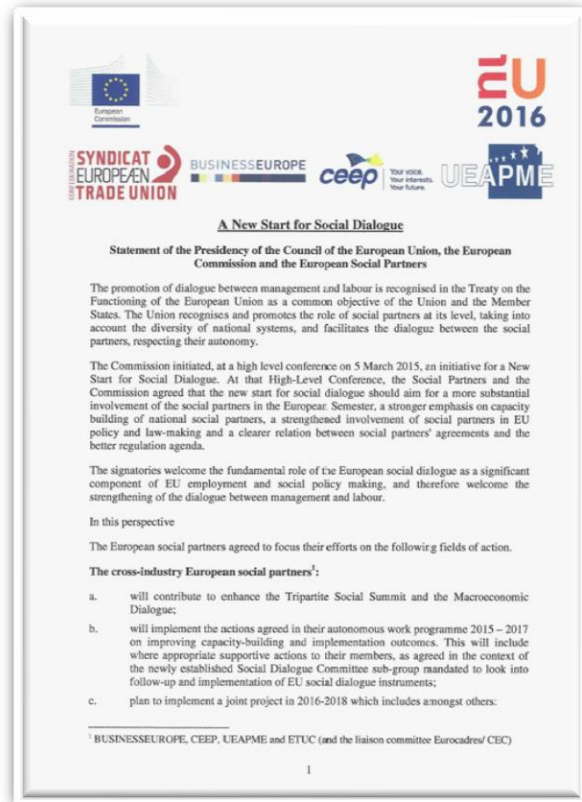 European
Commission
EU
2016
CONFEDERATION
SYNDICAT
EUROPEAN
TRADE UNION
BUSINESSEUROPE
ceep
Your voice.
Your interests.
Your future.
UEAPME
A New Start for Social Dialogue
Statement of the Presidency of the Council of the European Union, the European
Commission and the European Social Partners
The promotion of dialogue between management and labour is recognised in the Treaty on the
Functioning of the European Union as a common objective of the Union and the Member
States. The Union recognises and promotes the role of social partners at its level, taking into
account the diversity of national systems, and facilitates the dialogue between the social
partners, respecting their autonomy.
The Commission initiated, at a high level conference on 5 March 2015, an initiative for a New
Start for Social Dialogue. At that High-Level Conference, the Social Partners and the
Commission agreed that the new start for social dialogue should aim for a more substantial
involvement of the social partners in the European Semester, a stronger emphasis on capacity
building of national social partners, a strengthened involvement of social partners in EU
policy and law-making and a clearer relation between social partners' agreements and the
better regulation agenda.
The signatories welcome the fundamental role of the European social dialogue as a significant
component of EU employment and social policy making, and therefore welcome the
strengthening of the dialogue between management and labour.
In this perspective
The European social partners agreed to focus their efforts on the following fields of action.
The cross-industry European social partners¹:
a. will contribute to enhance the Tripartite Social Summit and the Macroeconomic
Dialogue;
b. will implement the actions agreed in their autonomous work programme 2015 – 2017
on improving capacity-building and implementation outcomes. This will include
where appropriate supportive actions to their members, as agreed in the context of
the newly established Social Dialogue Committee sub-group mandated to look into
follow-up and implementation of EU social dialogue instruments;
c. plan to implement a joint project in 2016-2018 which includes amongst others:
¹ BUSINESSEUROPE, CEEP, UEAPME and ETUC (and the liaison committee Eurocadres/ CEC)
1